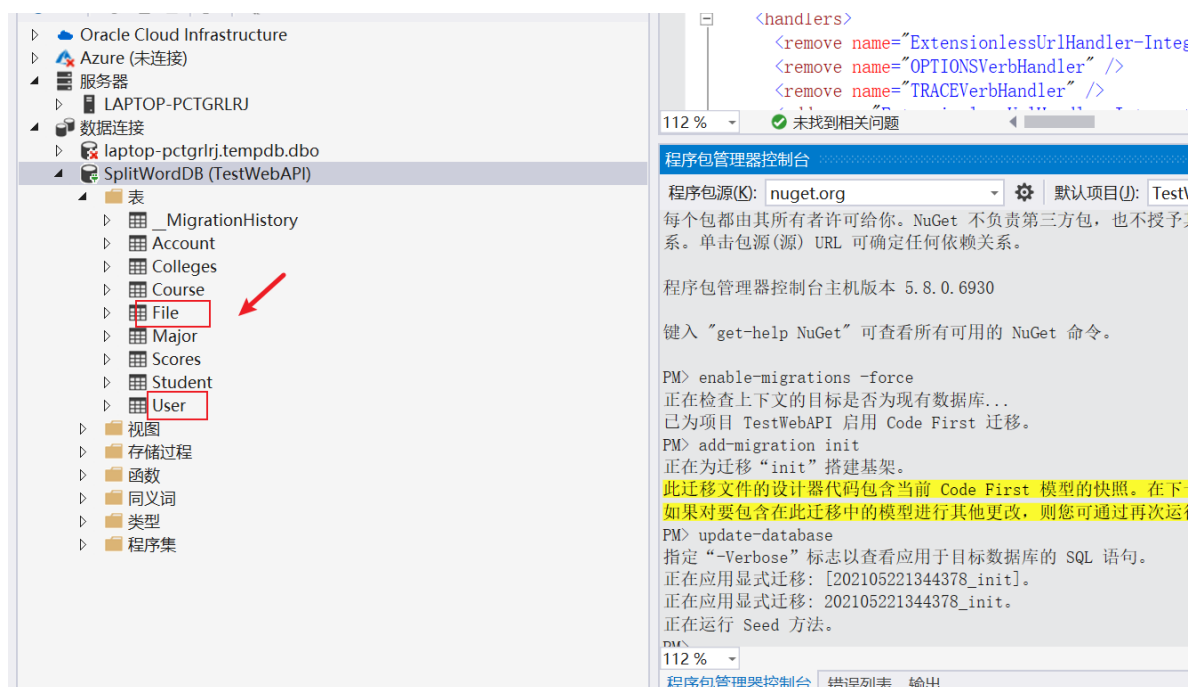 Oracle Cloud Infrastructure
Azure (未连接)
服务器
LAPTOP-PCTGRLRJ
数据连接
laptop-pctgrlrj.tempdb.dbo
SplitWordDB (TestWebAPI)
表
__MigrationHistory
Account
Colleges
Course
File
Major
Scores
Student
User
视图
存储过程
函数
同义词
类型
程序集
<handlers>
<remove name="ExtensionlessUrlHandler-Integ
<remove name="OPTIONSVerbHandler" />
<remove name="TRACEVerbHandler" />
112 %
未找到相关问题
程序包管理器控制台
程序包源(K): nuget.org 默认项目(J): TestW
每个包都由其所有者许可给你。NuGet 不负责第三方包，也不授予其
系。单击包源(源) URL 可确定任何依赖关系。
程序包管理器控制台主机版本 5.8.0.6930
键入 "get-help NuGet" 可查看所有可用的 NuGet 命令。
PM> enable-migrations -force
正在检查上下文的目标是否为现有数据库...
已为项目 TestWebAPI 启用 Code First 迁移。
PM> add-migration init
正在为迁移“init”搭建基架。
此迁移文件的设计器代码包含当前 Code First 模型的快照。在下一
如果对要包含在此迁移中的模型进行其他更改，则您可通过再次运行
PM> update-database
指定“-Verbose”标志以查看应用于目标数据库的 SQL 语句。
正在应用显式迁移: [202105221344378_init]。
正在应用显式迁移: 202105221344378_init。
正在运行 Seed 方法。
PM>
112 %
程序包管理器控制台 错误列表 输出